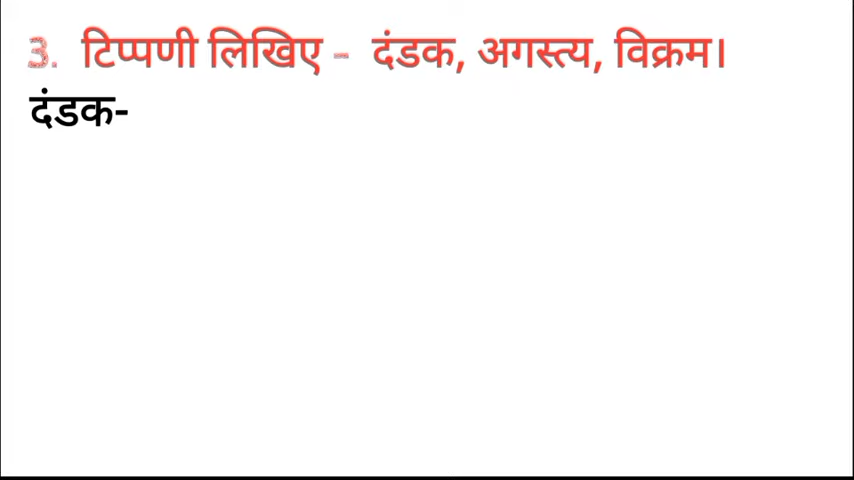 3. टिप्पणी लिखिए - दंडक, अगस्त्य, विक्रम।
दंडक-